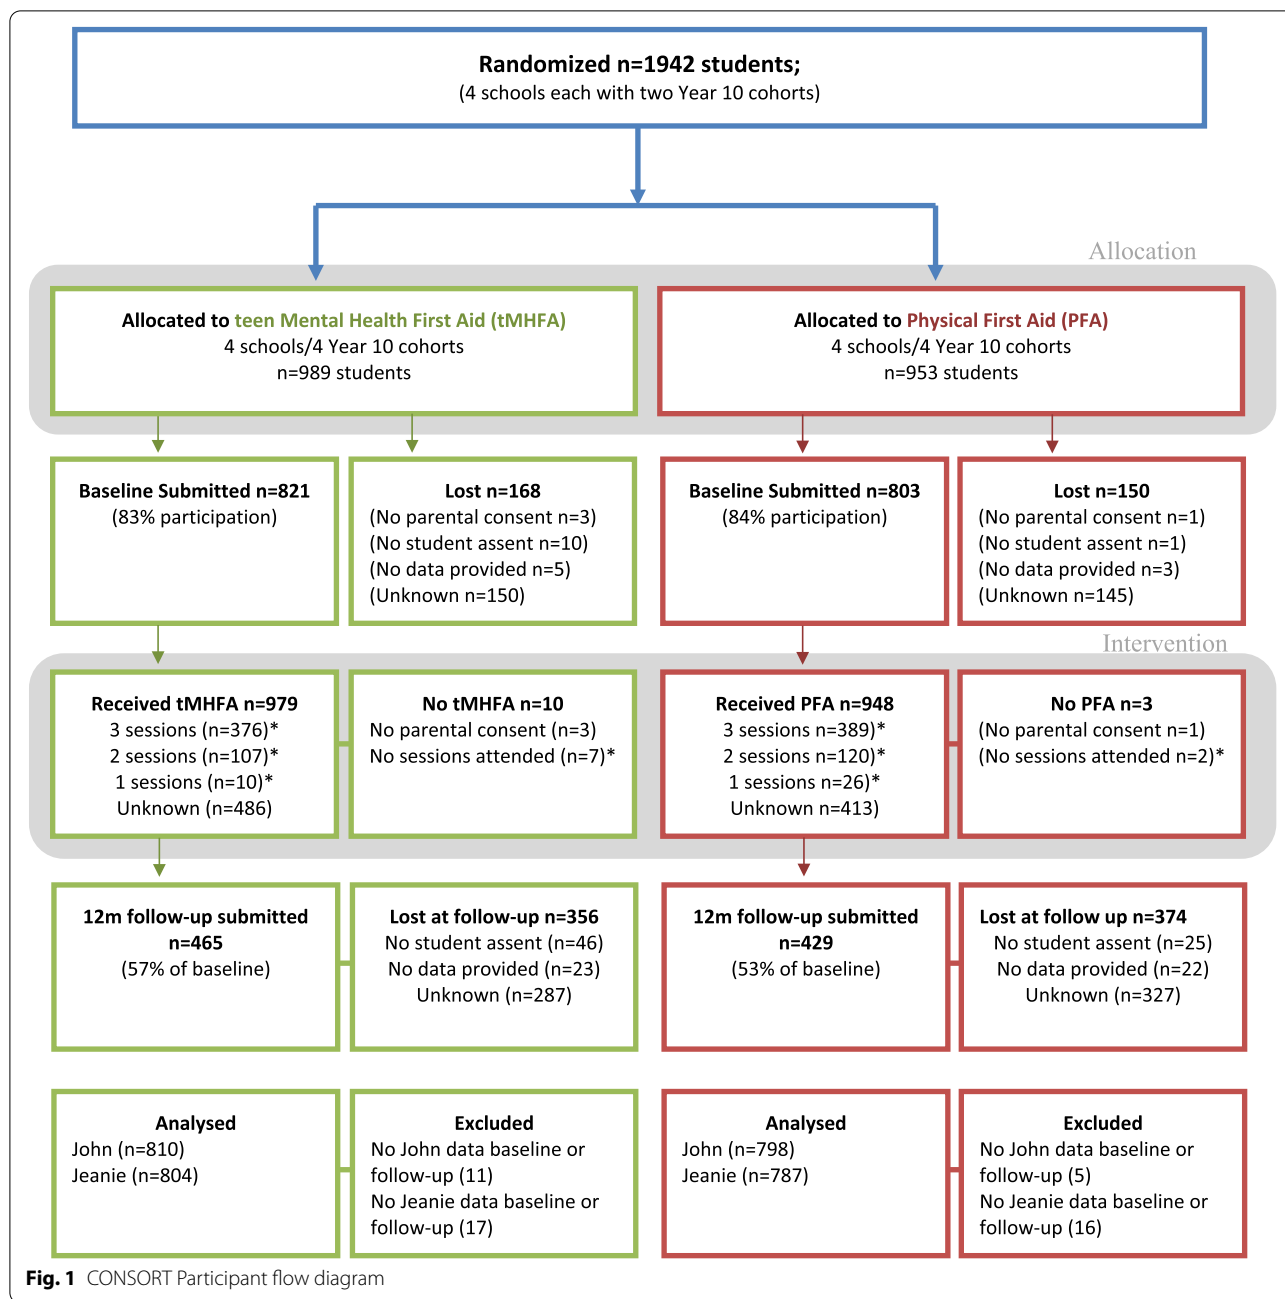 Randomized n=1942 students;
(4 schools each with two Year 10 cohorts)
Allocation
Allocated to teen Mental Health First Aid (tMHFA)
4 schools/4 Year 10 cohorts
n=989 students
Allocated to Physical First Aid (PFA)
4 schools/4 Year 10 cohorts
n=953 students
Baseline Submitted n=821
(83% participation)
Lost n=168
(No parental consent n=3)
(No student assent n=10)
(No data provided n=5)
(Unknown n=150)
Baseline Submitted n=803
(84% participation)
Lost n=150
(No parental consent n=1)
(No student assent n=1)
(No data provided n=3)
(Unknown n=145)
Intervention
Received tMHFA n=979
3 sessions (n=376)*
2 sessions (n=107)*
1 sessions (n=10)*
Unknown (n=486)
No tMHFA n=10
No parental consent (n=3)
No sessions attended (n=7)*
Received PFA n=948
3 sessions n=389)*
2 sessions n=120)*
1 sessions n=26)*
Unknown n=413)
No PFA n=3
(No parental consent n=1)
(No sessions attended n=2)*
12m follow-up submitted
n=465
(57% of baseline)
Lost at follow-up n=356
No student assent (n=46)
No data provided (n=23)
Unknown (n=287)
12m follow-up submitted
n=429
(53% of baseline)
Lost at follow up n=374
No student assent (n=25)
No data provided (n=22)
Unknown (n=327)
Analysed
John (n=810)
Jeanie (n=804)
Excluded
No John data baseline or
follow-up (11)
No Jeanie data baseline or
follow-up (17)
Analysed
John (n=798)
Jeanie (n=787)
Excluded
No John data baseline or
follow-up (5)
No Jeanie data baseline or
follow-up (16)
Fig. 1 CONSORT Participant flow diagram